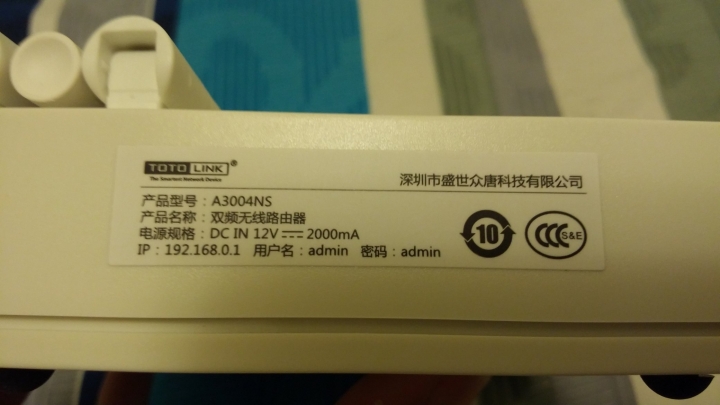 TOTO LINK®
The Smartest Network Device
深圳市盛世众唐科技有限公司
产品型号：A3004NS
产品名称：双频无线路由器
电源规格：DC IN 12V ⎓ 2000mA
IP：192.168.0.1 用户名：admin 密码：admin
10
CCC S&E